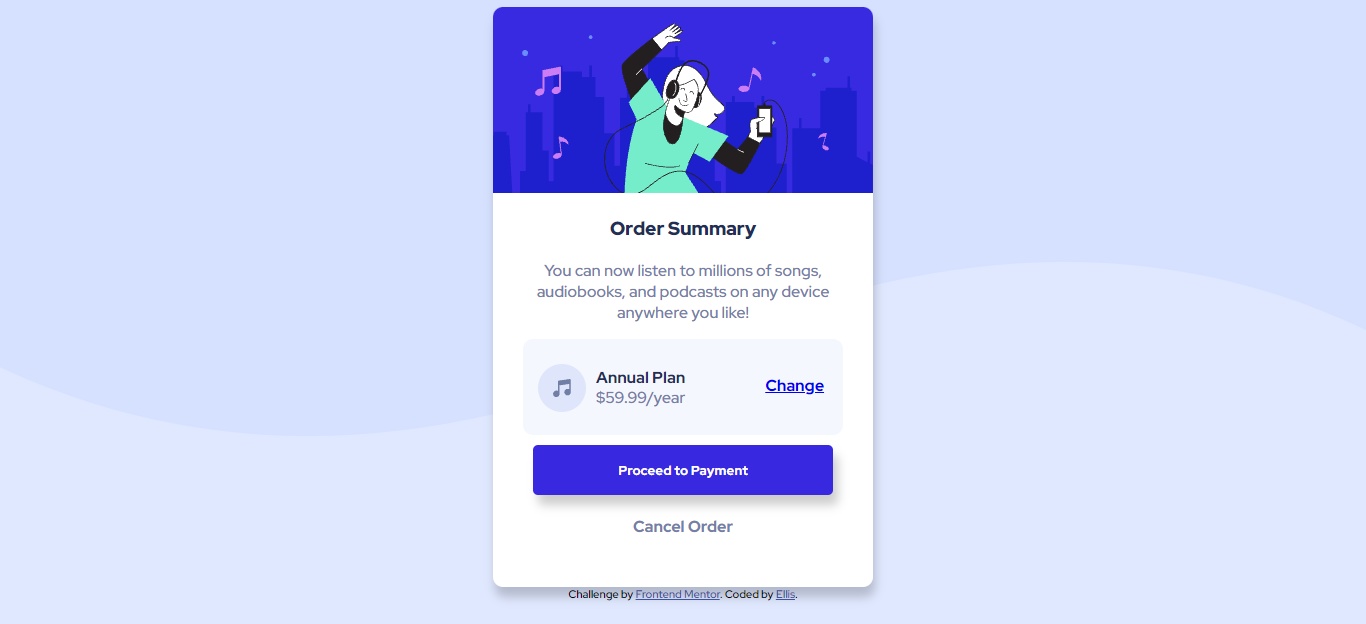 Order Summary
You can now listen to millions of songs,
audiobooks, and podcasts on any device
anywhere you like!
Annual Plan
$59.99/year
Change
Proceed to Payment
Cancel Order
Challenge by Frontend Mentor. Coded by Ellis.